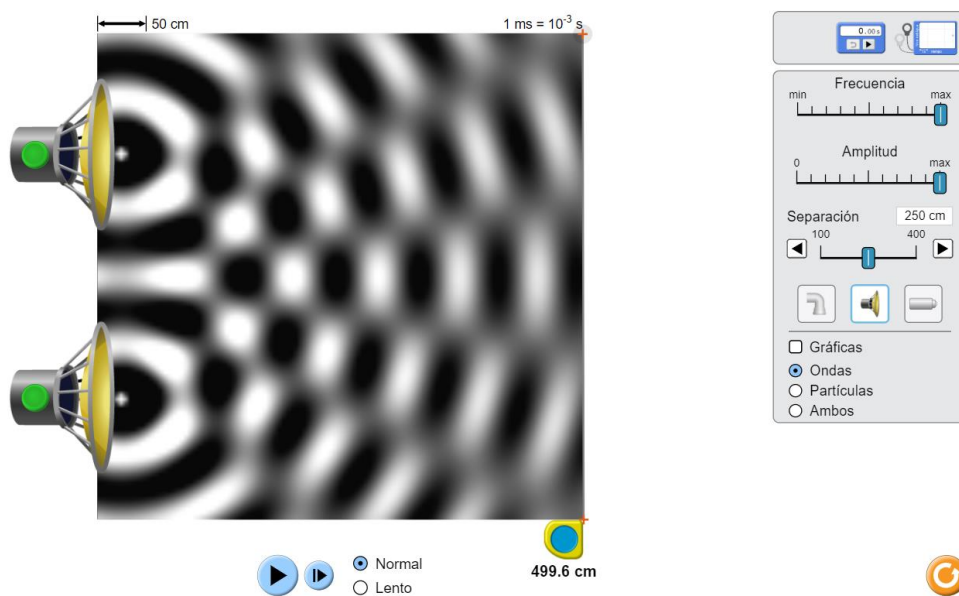 50 cm
1 ms = 10⁻³ s
0.00 s
Frecuencia
min
max
Amplitud
0
max
Separación
250 cm
100
400
Gráficas
Ondas
Partículas
Ambos
499.6 cm
Normal
Lento